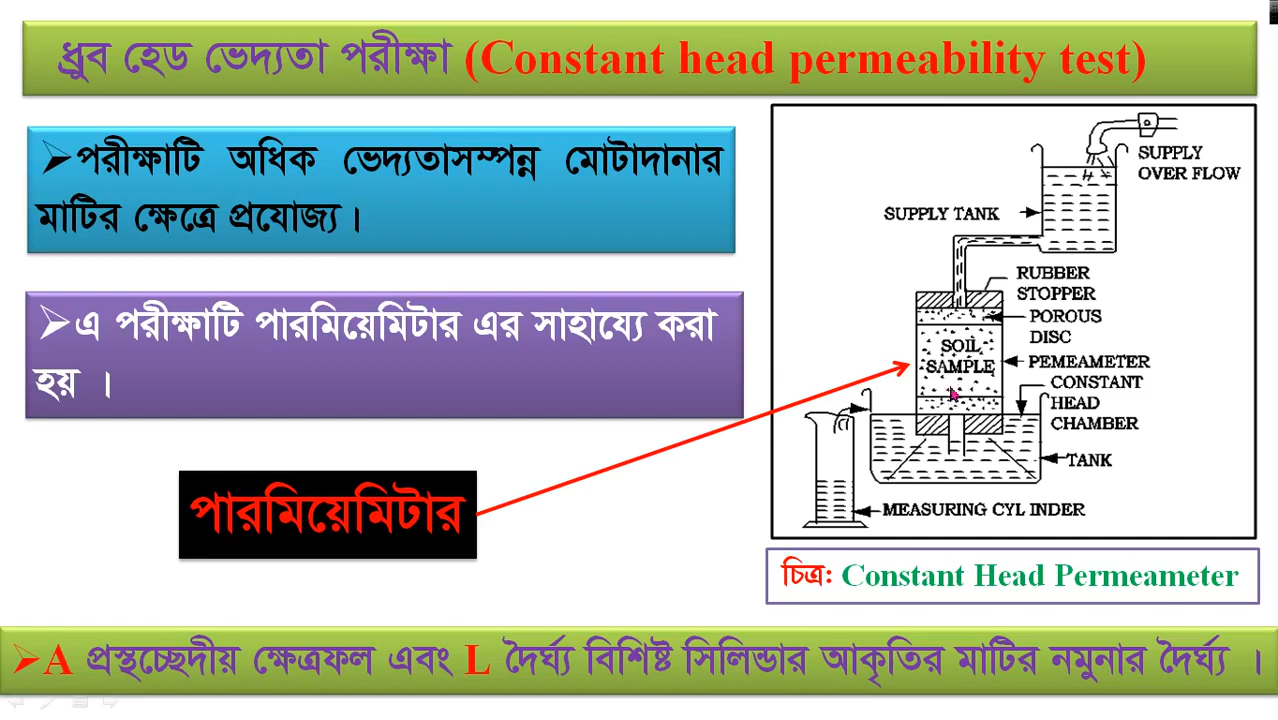 ধ্রুব হেড ভেদ্যতা পরীক্ষা (Constant head permeability test)
➢পরীক্ষাটি অধিক ভেদ্যতাসম্পন্ন মোটাদানার
মাটির ক্ষেত্রে প্রযোজ্য।
➢এ পরীক্ষাটি পারমিয়েমিটার এর সাহায্যে করা
হয় ।
পারমিয়েমিটার
SUPPLY
OVER FLOW
SUPPLY TANK
RUBBER
STOPPER
POROUS
DISC
SOIL
SAMPLE
PEMEAMETER
CONSTANT
HEAD
CHAMBER
TANK
MEASURING CYLINDER
চিত্র: Constant Head Permeameter
➢A প্রস্থচ্ছেদীয় ক্ষেত্রফল এবং L দৈর্ঘ্য বিশিষ্ট সিলিন্ডার আকৃতির মাটির নমুনার দৈর্ঘ্য ।